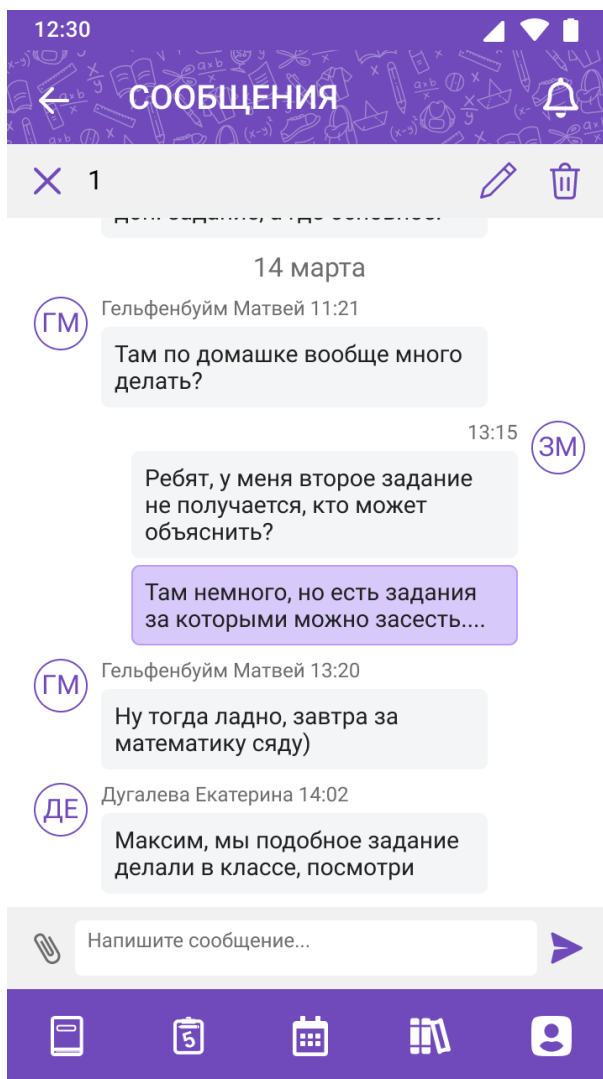 12:30
СООБЩЕНИЯ
1
14 марта
Гельфенбуйм Матвей 11:21
ГМ
Там по домашке вообще много
делать?
13:15
ЗМ
Ребят, у меня второе задание
не получается, кто может
объяснить?
Там немного, но есть задания
за которыми можно засесть....
Гельфенбуйм Матвей 13:20
ГМ
Ну тогда ладно, завтра за
математику сяду)
Дугалева Екатерина 14:02
ДЕ
Максим, мы подобное задание
делали в классе, посмотри
Напишите сообщение...
5